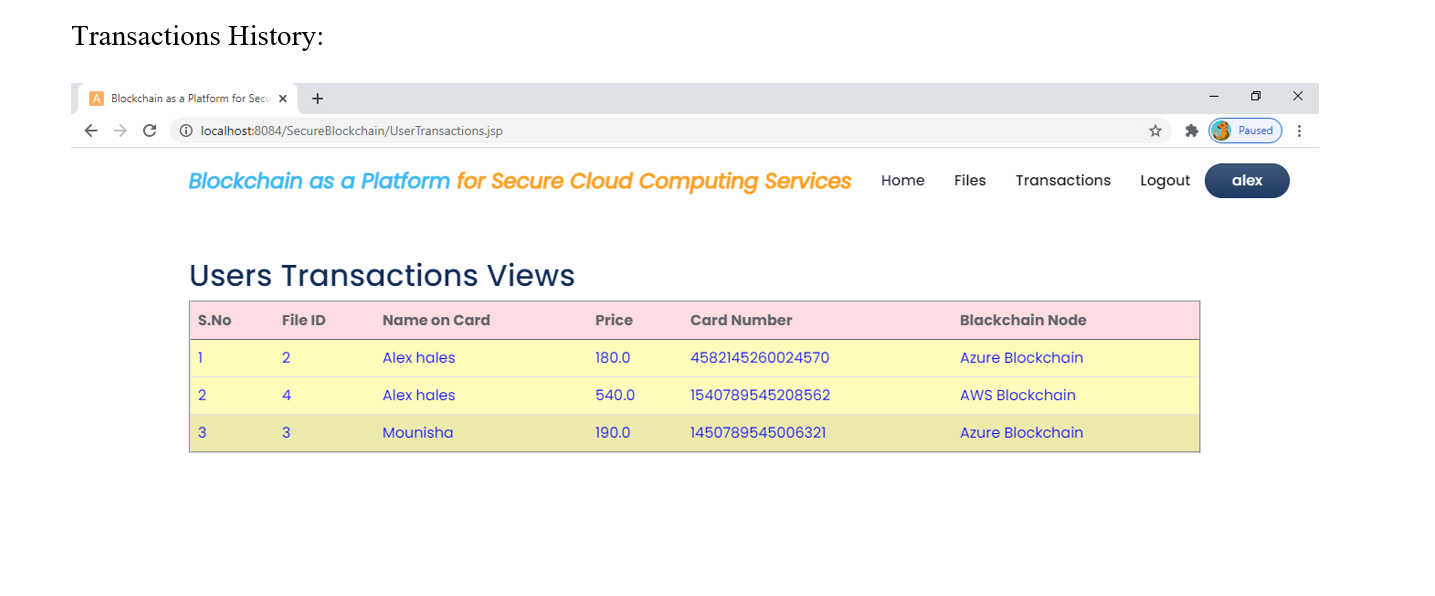 Transactions History:
A Blockchain as a Platform for Secu
localhost:8084/SecureBlockchain/UserTransactions.jsp Paused
Blockchain as a Platform for Secure Cloud Computing Services Home Files Transactions Logout alex
Users Transactions Views
S.No File ID Name on Card Price Card Number Blackchain Node
1 2 Alex hales 180.0 4582145260024570 Azure Blockchain
2 4 Alex hales 540.0 1540789545208562 AWS Blockchain
3 3 Mounisha 190.0 1450789545006321 Azure Blockchain